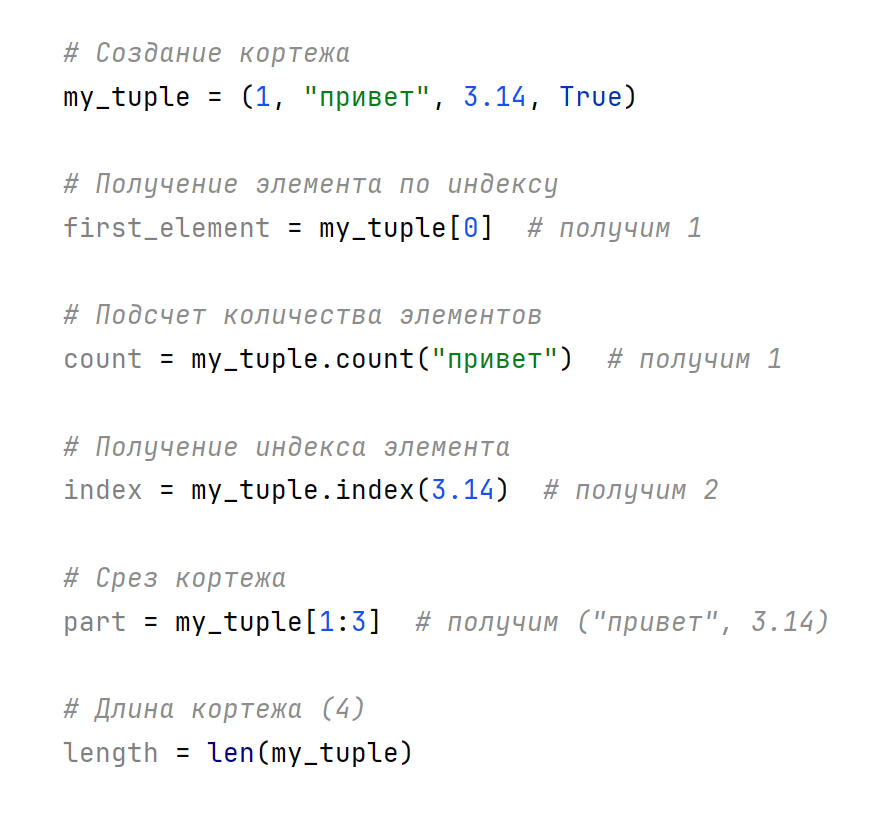 # Создание кортежа
my_tuple = (1, "привет", 3.14, True)
# Получение элемента по индексу
first_element = my_tuple[0]  # получим 1
# Подсчет количества элементов
count = my_tuple.count("привет")  # получим 1
# Получение индекса элемента
index = my_tuple.index(3.14)  # получим 2
# Срез кортежа
part = my_tuple[1:3]  # получим ("привет", 3.14)
# Длина кортежа (4)
length = len(my_tuple)